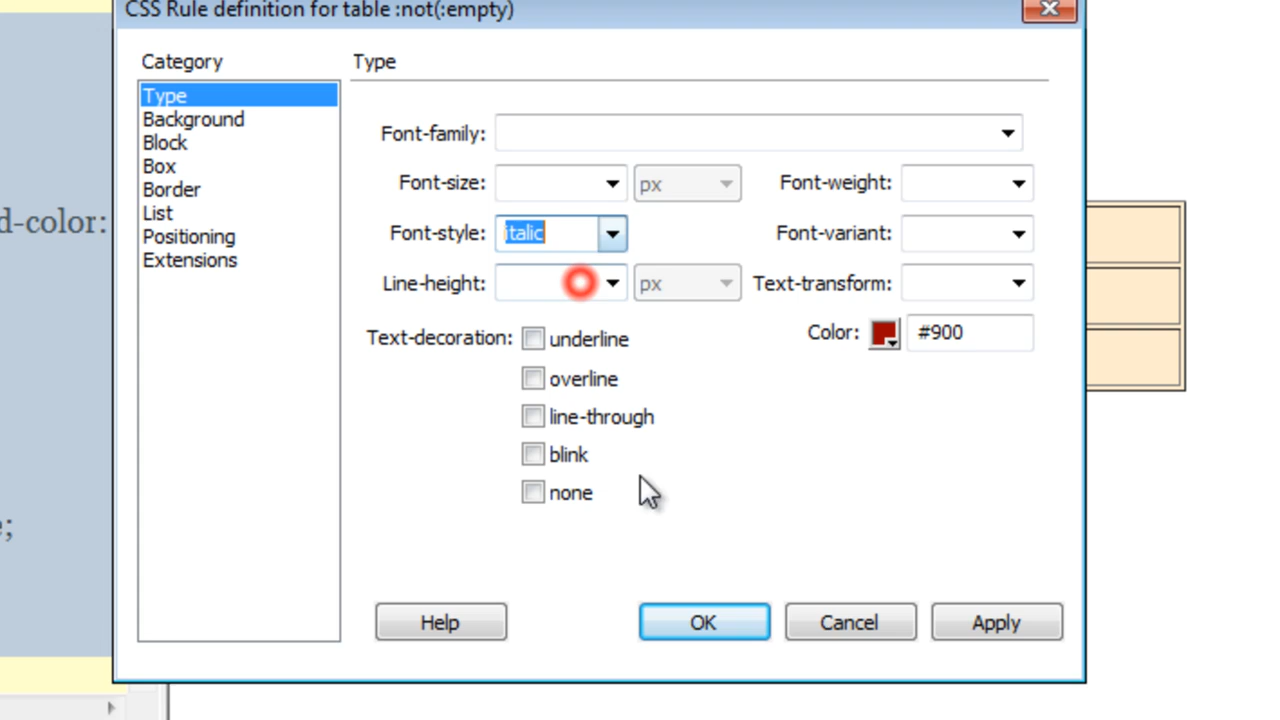 CSS Rule definition for table :not(:empty)
Category
Type
Type
Background
Block
Box
Border
List
Positioning
Extensions
Font-family:
Font-size: px Font-weight:
Font-style: italic Font-variant:
Line-height: px Text-transform:
Text-decoration: underline Color: #900
overline
line-through
blink
none
Help OK Cancel Apply
d-color:
e;